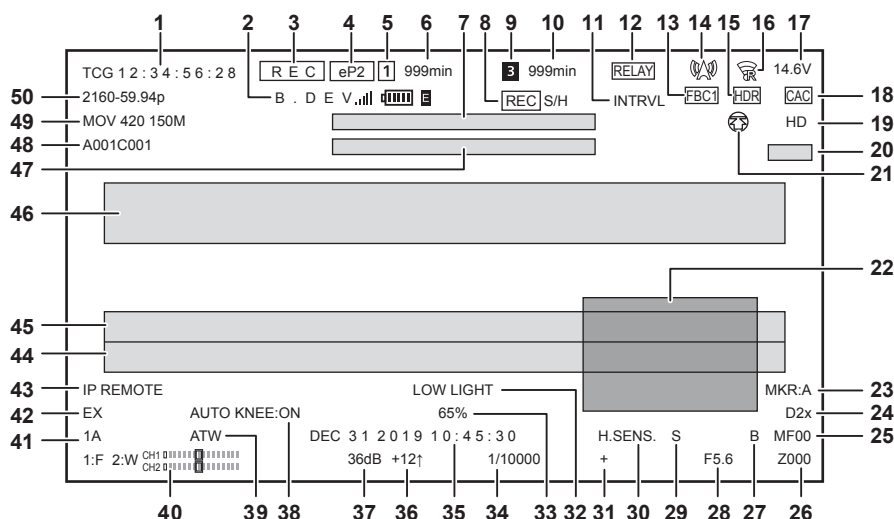 1 2 3 4 5 6 7 8 9 10 11 12 13 14 15 16 17
TCG 12:34:56:28 REC eP2 1 999min 3 999min RELAY R 14.6V
50 2160-59.94p B.DEV E REC S/H INTRVL FBC1 HDR CAC 18
49 MOV 420 150M HD 19
48 A001C001 20
47 21
46
22
45
44
43 IP REMOTE LOW LIGHT MKR:A 23
42 EX AUTO KNEE:ON 65% D2x 24
41 1A ATW DEC 31 2019 10:45:30 H.SENS. S B MF00 25
1:F 2:W CH1 CH2 36dB +12↑ 1/10000 + F5.6 Z000
40 39 38 37 36 35 34 33 32 31 30 29 28 27 26